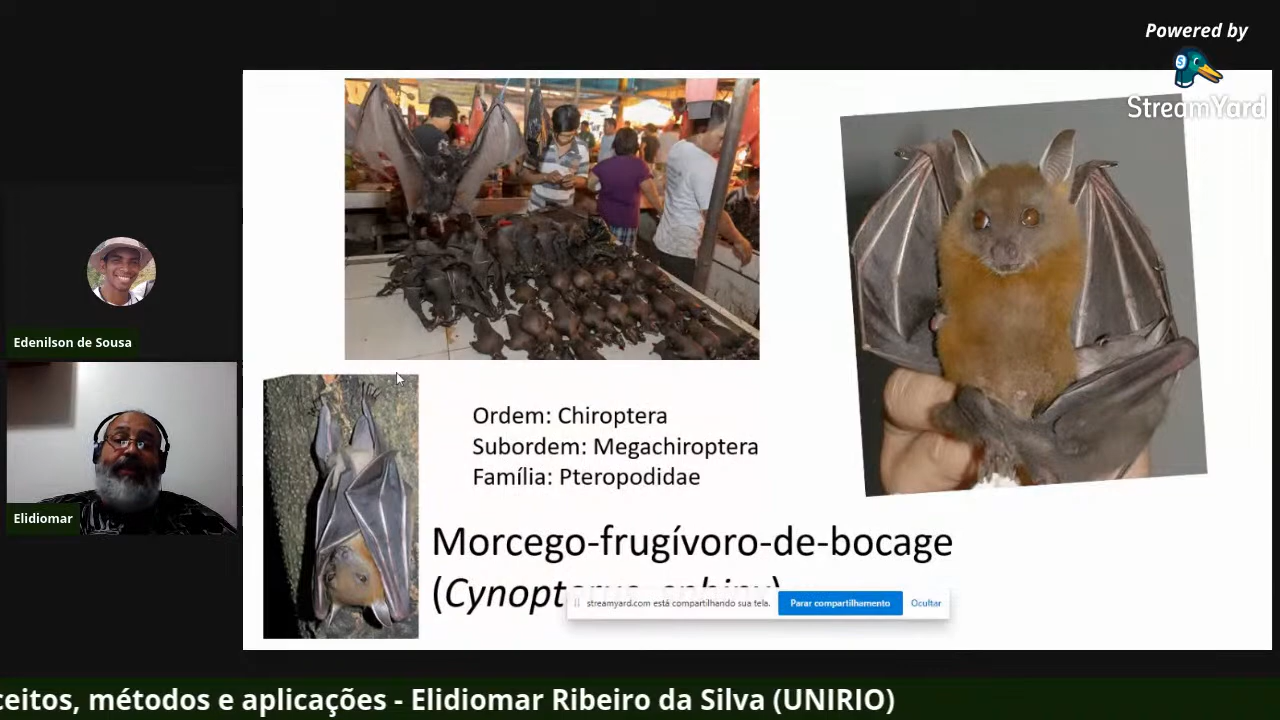 Powered by
StreamYard
Edenilson de Sousa
Elidiomar
Ordem: Chiroptera
Subordem: Megachiroptera
Família: Pteropodidae
Morcego-frugívoro-de-bocage
streamyard.com está compartilhando sua tela.
Parar compartilhamento
Ocultar
ceitos, métodos e aplicações - Elidiomar Ribeiro da Silva (UNIRIO)